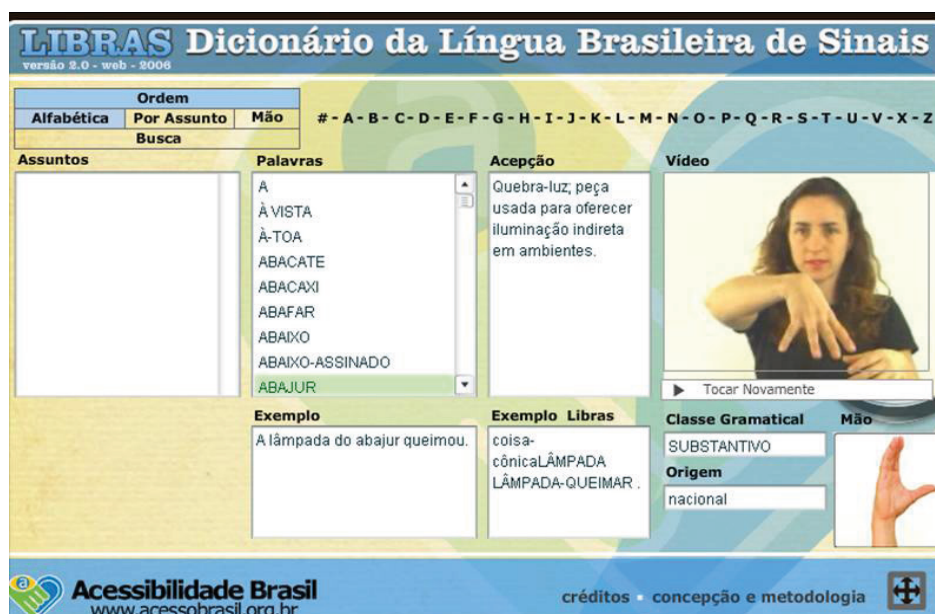 LIBRAS Dicionário da Língua Brasileira de Sinais
versão 2.0 - web - 2006
Ordem
Alfabética Por Assunto Mão
Busca
# - A - B - C - D - E - F - G - H - I - J - K - L - M - N - O - P - Q - R - S - T - U - V - X - Z
Assuntos
Palavras
A
À VISTA
À-TOA
ABACATE
ABACAXI
ABAFAR
ABAIXO
ABAIXO-ASSINADO
ABAJUR
Acepção
Quebra-luz; peça
usada para oferecer
iluminação indireta
em ambientes.
Vídeo
Tocar Novamente
Exemplo
A lâmpada do abajur queimou.
Exemplo Libras
coisa-
cônicaLÂMPADA
LÂMPADA-QUEIMAR .
Classe Gramatical
SUBSTANTIVO
Origem
nacional
Mão
a
Acessibilidade Brasil
www.acessobrasil.org.br
créditos • concepção e metodologia